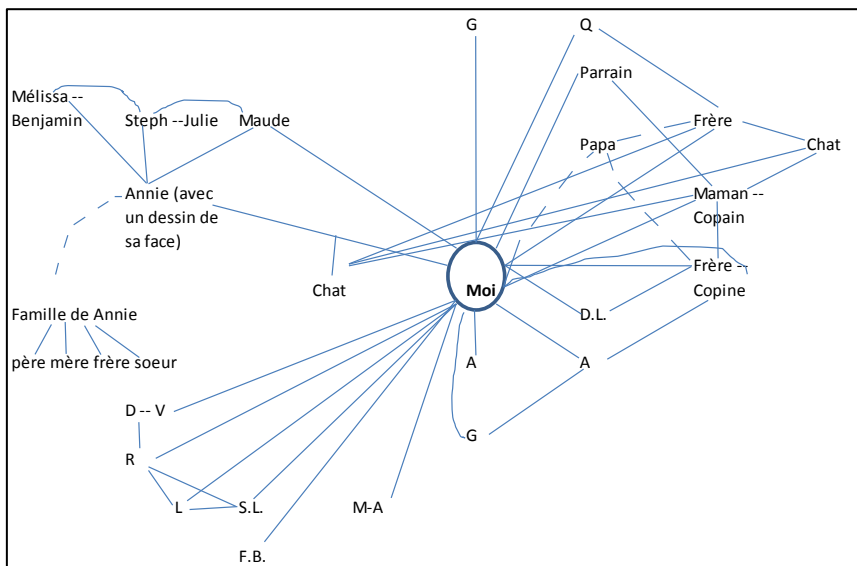 G
Q
Parrain
Mélissa --
Benjamin
Steph --Julie
Maude
Frère
Papa
Chat
Annie (avec
un dessin de
sa face)
Maman --
Copain
Chat
Moi
Frère --
Copine
Famille de Annie
D.L.
père mère frère soeur
A
A
D -- V
G
R
L
S.L.
M-A
F.B.